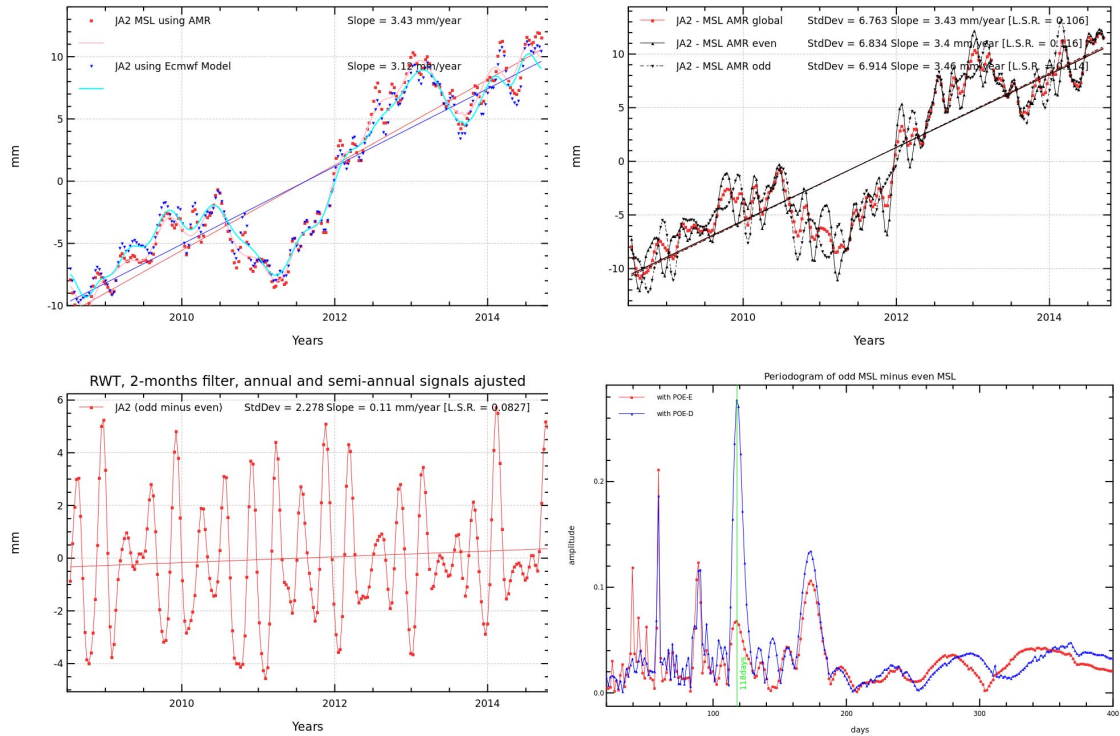 JA2 MSL using AMR Slope = 3.43 mm/year
JA2 using Ecmwf Model Slope = 3.12 mm/year
mm
10
5
0
-5
-10
2010 2012 2014
Years
JA2 - MSL AMR global StdDev = 6.763 Slope = 3.43 mm/year [L.S.R. = 0.106]
JA2 - MSL AMR even StdDev = 6.834 Slope = 3.4 mm/year [L.S.R. =
JA2 - MSL AMR odd StdDev = 6.914 Slope = 3.46 mm/year [L.S.R. =
mm
10
5
0
-5
-10
2010 2012 2014
Years
RWT, 2-months filter, annual and semi-annual signals ajusted
JA2 (odd minus even) StdDev = 2.278 Slope = 0.11 mm/year [L.S.R. = 0.0827]
mm
6
4
2
0
-2
-4
2010 2012 2014
Years
Periodogram of odd MSL minus even MSL
with POE-E
with POE-D
amplitude
0.2
0.1
0.0
118days
100 200 300 400
days